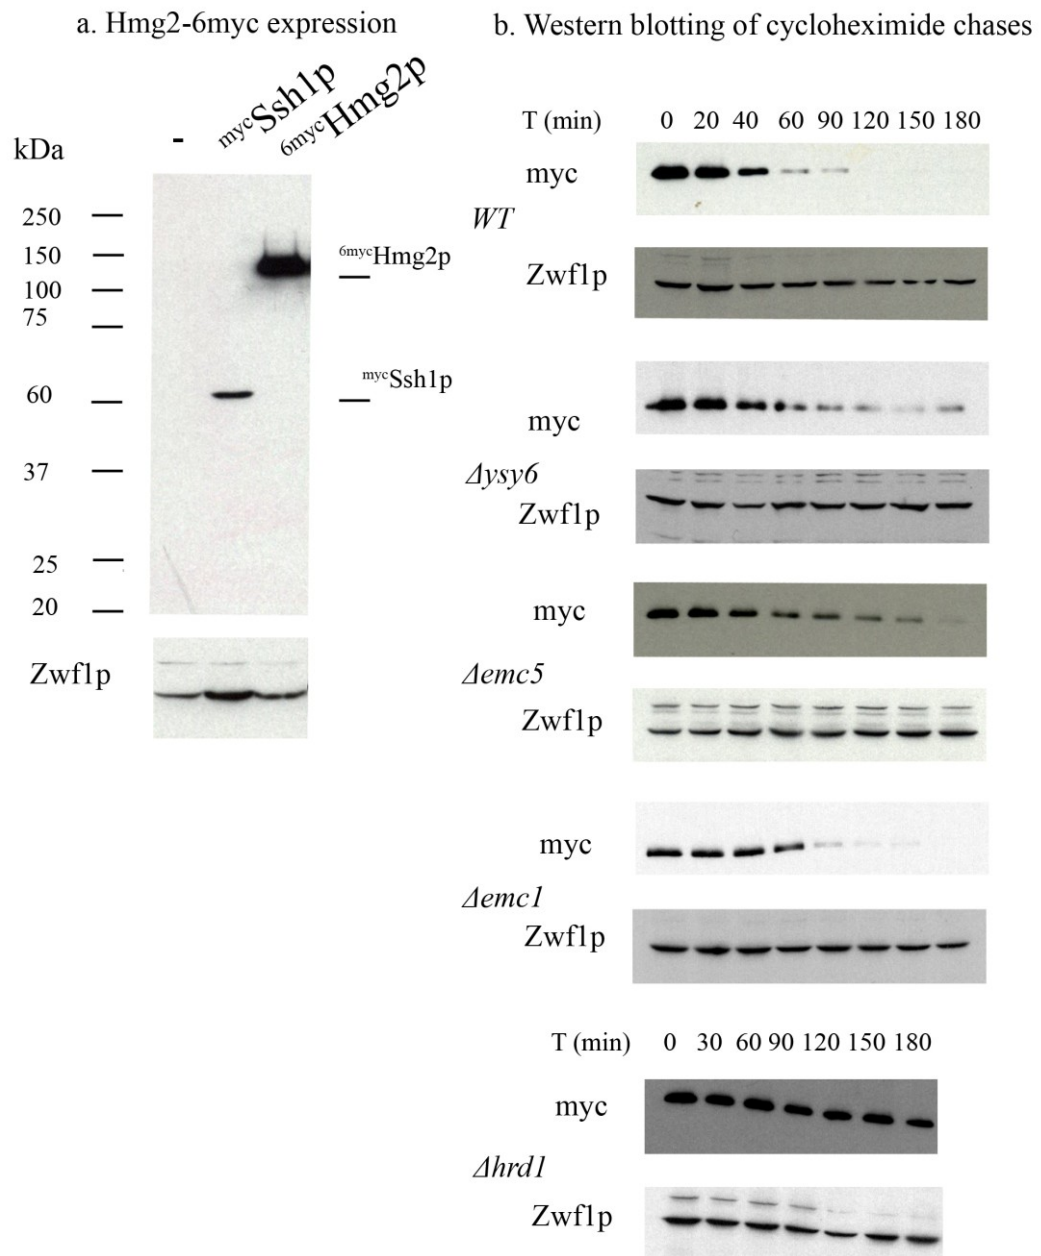 a. Hmg2-6myc expression
kDa
-
mycSsh1p
6mycHmg2p
250
150
100
75
60
37
25
20
6mycHmg2p
mycSsh1p
Zwf1p
b. Western blotting of cycloheximide chases
T (min) 0 20 40 60 90 120 150 180
myc
WT
Zwf1p
myc
Δysy6
Zwf1p
myc
Δemc5
Zwf1p
myc
Δemc1
Zwf1p
T (min) 0 30 60 90 120 150 180
myc
Δhrd1
Zwf1p